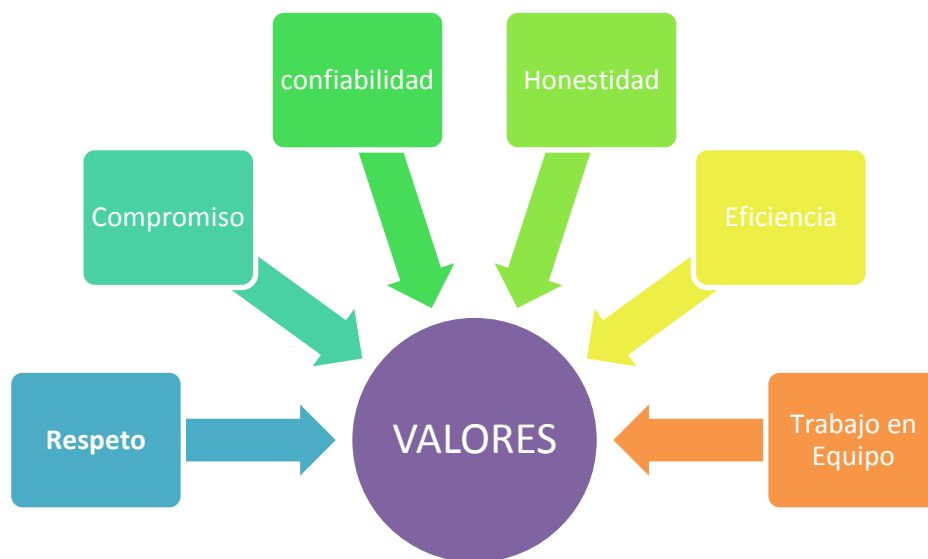 confiabilidad
Honestidad
Compromiso
Eficiencia
Respeto
VALORES
Trabajo en
Equipo